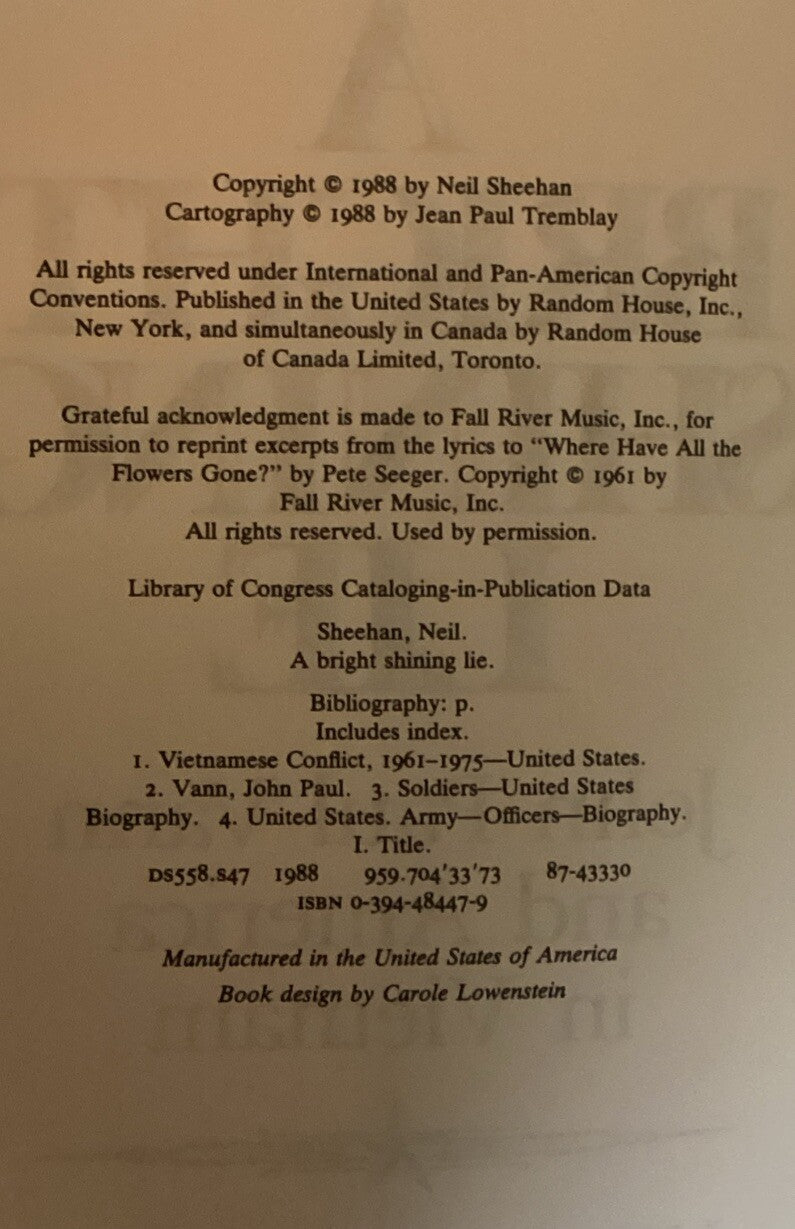 Copyright © 1988 by Neil Sheehan
Cartography © 1988 by Jean Paul Tremblay
All rights reserved under International and Pan-American Copyright
Conventions. Published in the United States by Random House, Inc.,
New York, and simultaneously in Canada by Random House
of Canada Limited, Toronto.
Grateful acknowledgment is made to Fall River Music, Inc., for
permission to reprint excerpts from the lyrics to “Where Have All the
Flowers Gone?” by Pete Seeger. Copyright © 1961 by
Fall River Music, Inc.
All rights reserved. Used by permission.
Library of Congress Cataloging-in-Publication Data
Sheehan, Neil.
A bright shining lie.
Bibliography: p.
Includes index.
1. Vietnamese Conflict, 1961–1975—United States.
2. Vann, John Paul. 3. Soldiers—United States
Biography. 4. United States. Army—Officers—Biography.
I. Title.
DS558.S47 1988 959.704'33'73 87-43330
ISBN 0-394-48447-9
Manufactured in the United States of America
Book design by Carole Lowenstein